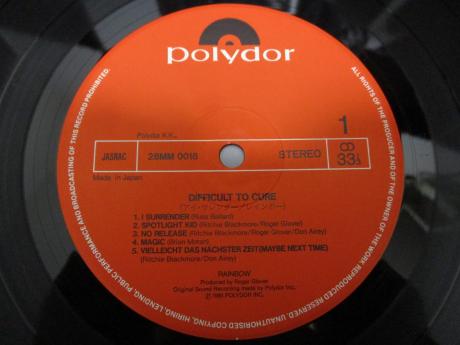 polydor
ALL RIGHTS OF THE PRODUCER AND OF THE OWNER OF THE WORK REPRODUCED RESERVED. UNAUTHORISED COPYING, HIRING, LENDING, PUBLIC PERFORMANCE AND BROADCASTING OF THIS RECORD PROHIBITED.
Polydor K.K.
1
JASRAC
28MM 0018
STEREO
33⅓
Made in Japan
DIFFICULT TO CURE
1. I SURRENDER (Russ Ballard)
2. SPOTLIGHT KID (Ritchie Blackmore/Roger Glover)
3. NO RELEASE (Ritchie Blackmore/Roger Glover/Don Airey)
4. MAGIC (Brian Moran)
5. VIELLEICHT DAS NÄCHSTER ZEIT(MAYBE NEXT TIME)
(Ritchie Blackmore/Don Airey)
RAINBOW
Produced by Roger Glover
Original Sound Recording made by Polydor Inc.
Ⓟ 1981 POLYDOR INC.